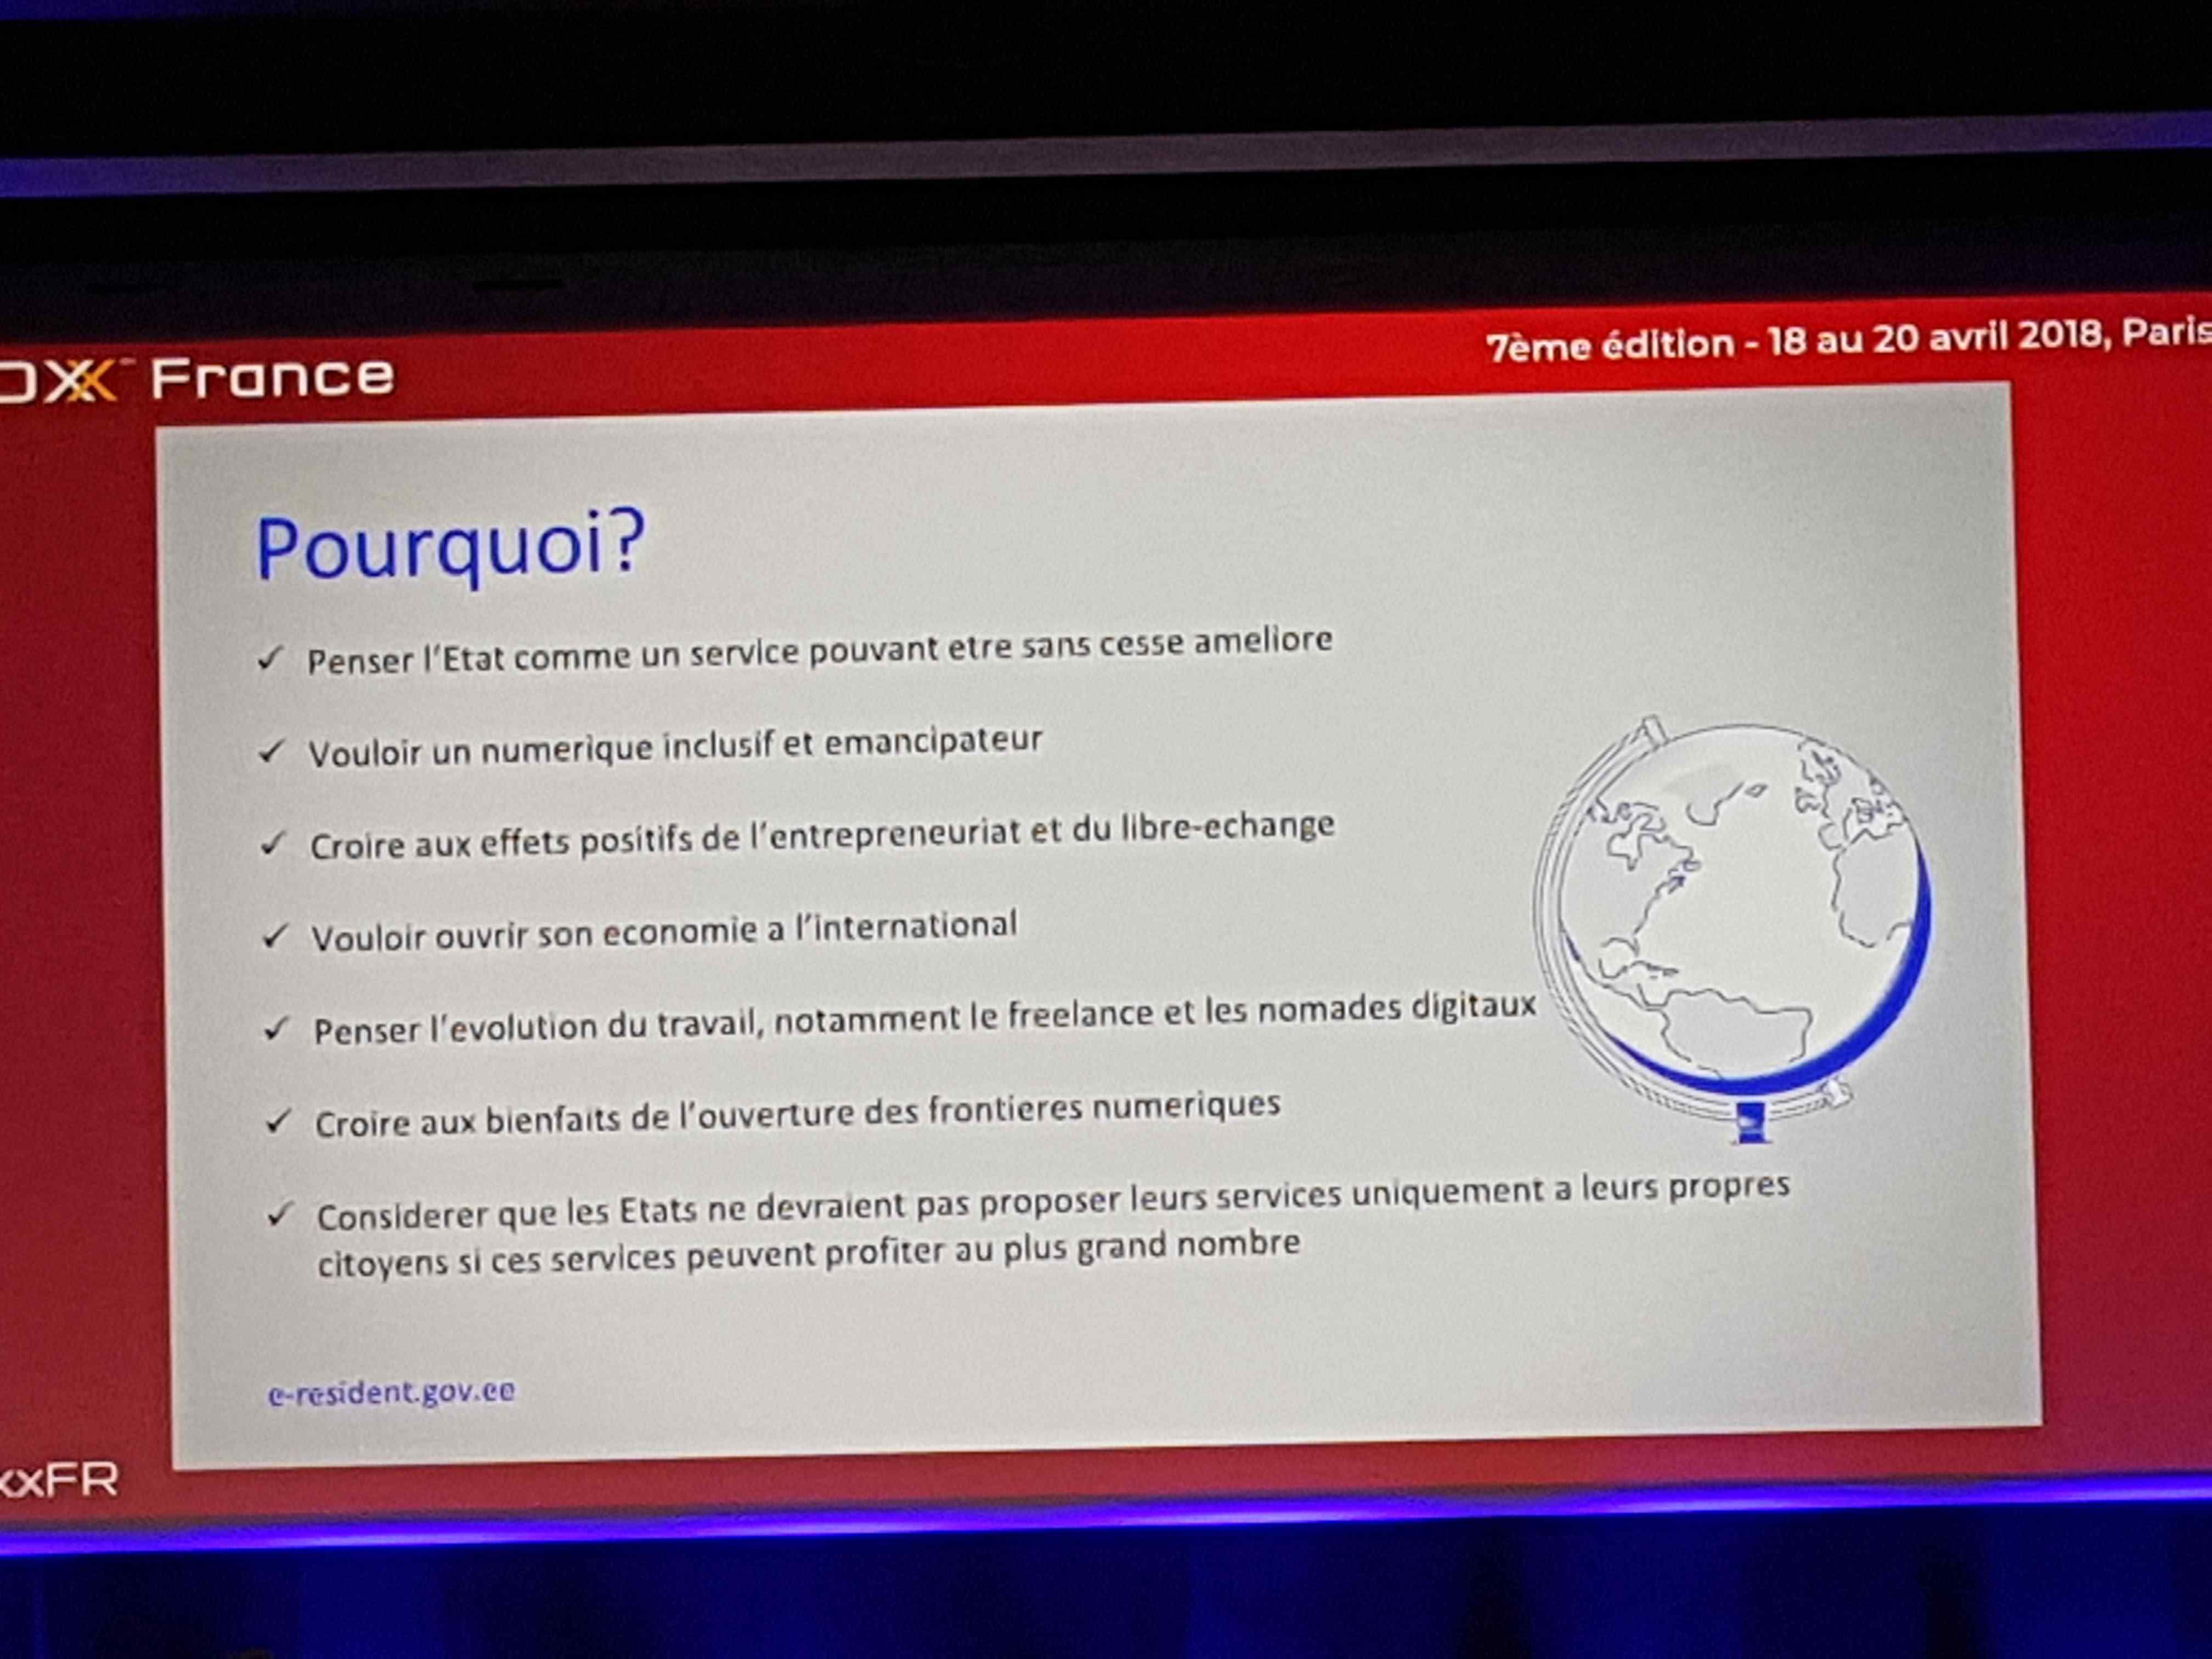 OXX France
7ème édition - 18 au 20 avril 2018, Paris
Pourquoi?
✓ Penser l'Etat comme un service pouvant etre sans cesse ameliore
✓ Vouloir un numerique inclusif et emancipateur
✓ Croire aux effets positifs de l'entrepreneuriat et du libre-echange
✓ Vouloir ouvrir son economie a l'international
✓ Penser l'evolution du travail, notamment le freelance et les nomades digitaux
✓ Croire aux bienfaits de l'ouverture des frontieres numeriques
✓ Considerer que les Etats ne devraient pas proposer leurs services uniquement a leurs propres
citoyens si ces services peuvent profiter au plus grand nombre
e-resident.gov.ee
xxFR